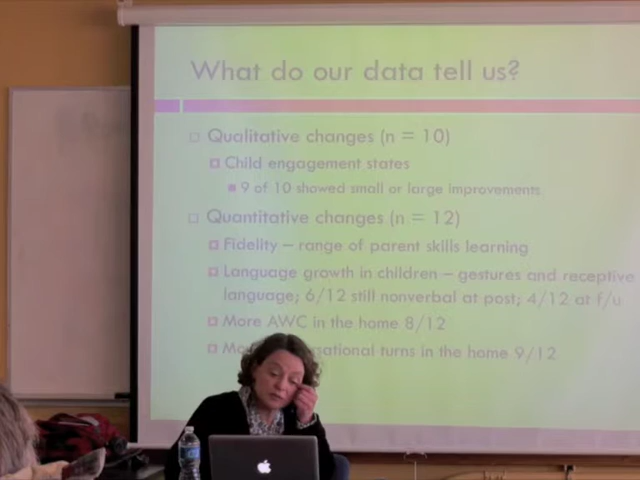 What do our data tell us?
Qualitative changes (n = 10)
Child engagement states
9 of 10 showed small or large improvements
Quantitative changes (n = 12)
Fidelity – range of parent skills learning
Language growth in children – gestures and receptive
language; 6/12 still nonverbal at post; 4/12 at f/u
More AWC in the home 8/12
turns in the home 9/12